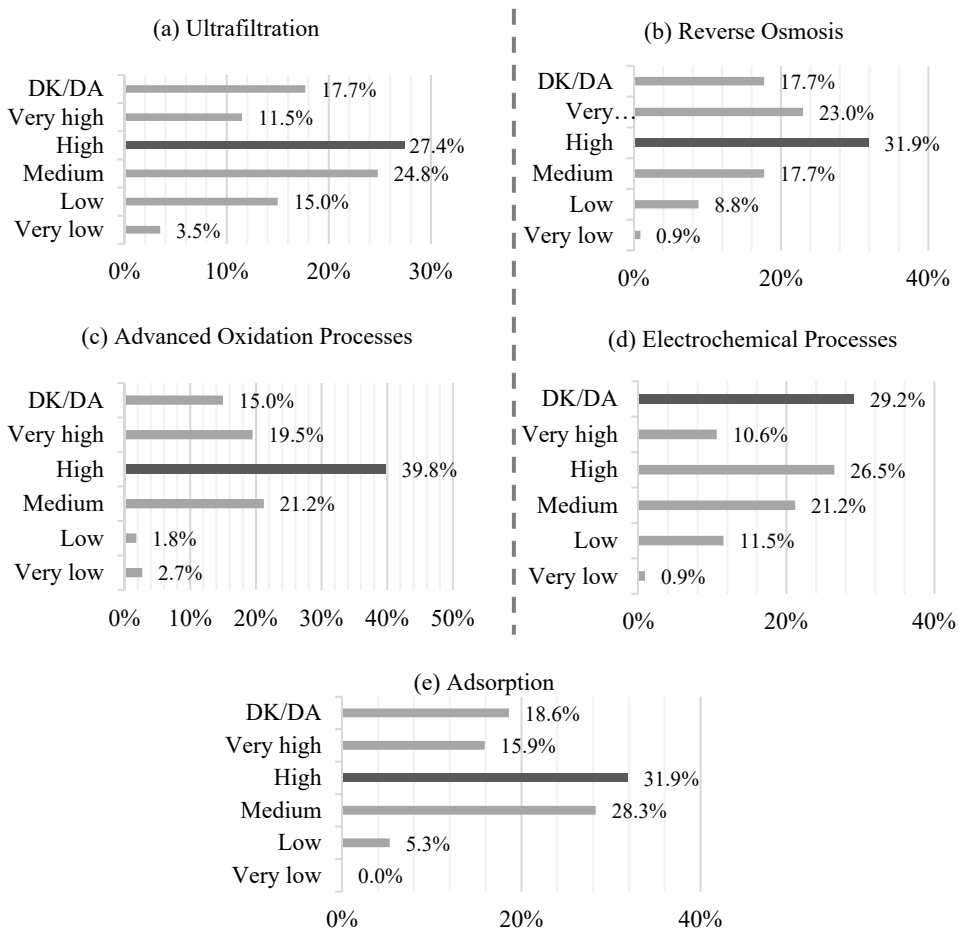 (a) Ultrafiltration
DK/DA 17.7%
Very high 11.5%
High 27.4%
Medium 24.8%
Low 15.0%
Very low 3.5%
0% 10% 20% 30%
(b) Reverse Osmosis
DK/DA 17.7%
Very… 23.0%
High 31.9%
Medium 17.7%
Low 8.8%
Very low 0.9%
0% 20% 40%
(c) Advanced Oxidation Processes
DK/DA 15.0%
Very high 19.5%
High 39.8%
Medium 21.2%
Low 1.8%
Very low 2.7%
0% 10% 20% 30% 40% 50%
(d) Electrochemical Processes
DK/DA 29.2%
Very high 10.6%
High 26.5%
Medium 21.2%
Low 11.5%
Very low 0.9%
0% 20% 40%
(e) Adsorption
DK/DA 18.6%
Very high 15.9%
High 31.9%
Medium 28.3%
Low 5.3%
Very low 0.0%
0% 20% 40%